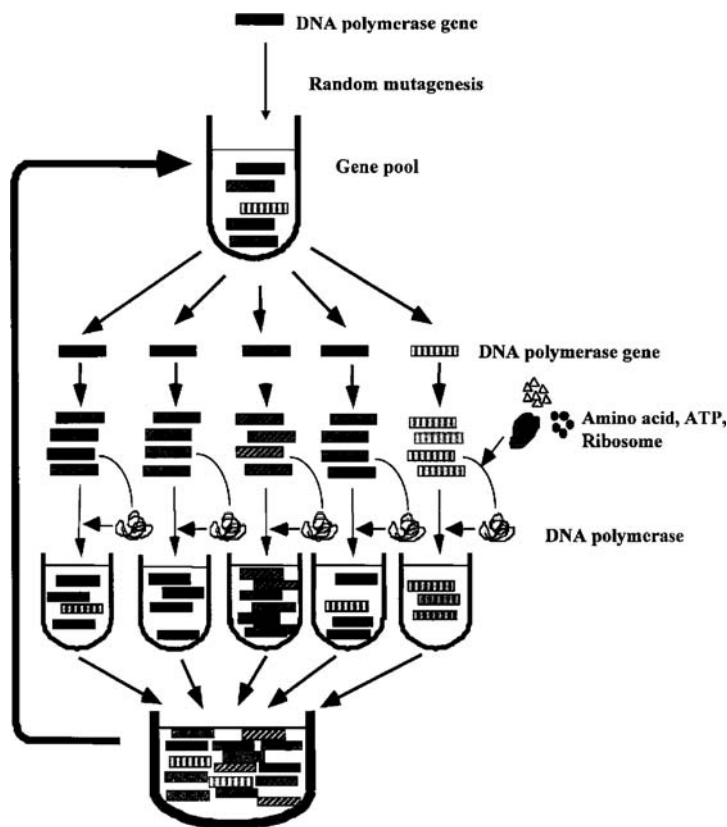 DNA polymerase gene
Random mutagenesis
Gene pool
DNA polymerase gene
Amino acid, ATP,
Ribosome
DNA polymerase